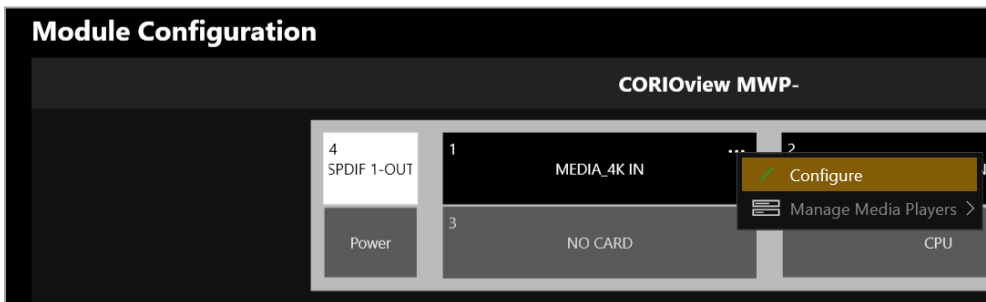 Module Configuration
CORIOview MWP-
4
SPDIF 1-OUT
1
...
MEDIA_4K IN
2
Configure
Manage Media Players >
Power
3
NO CARD
CPU